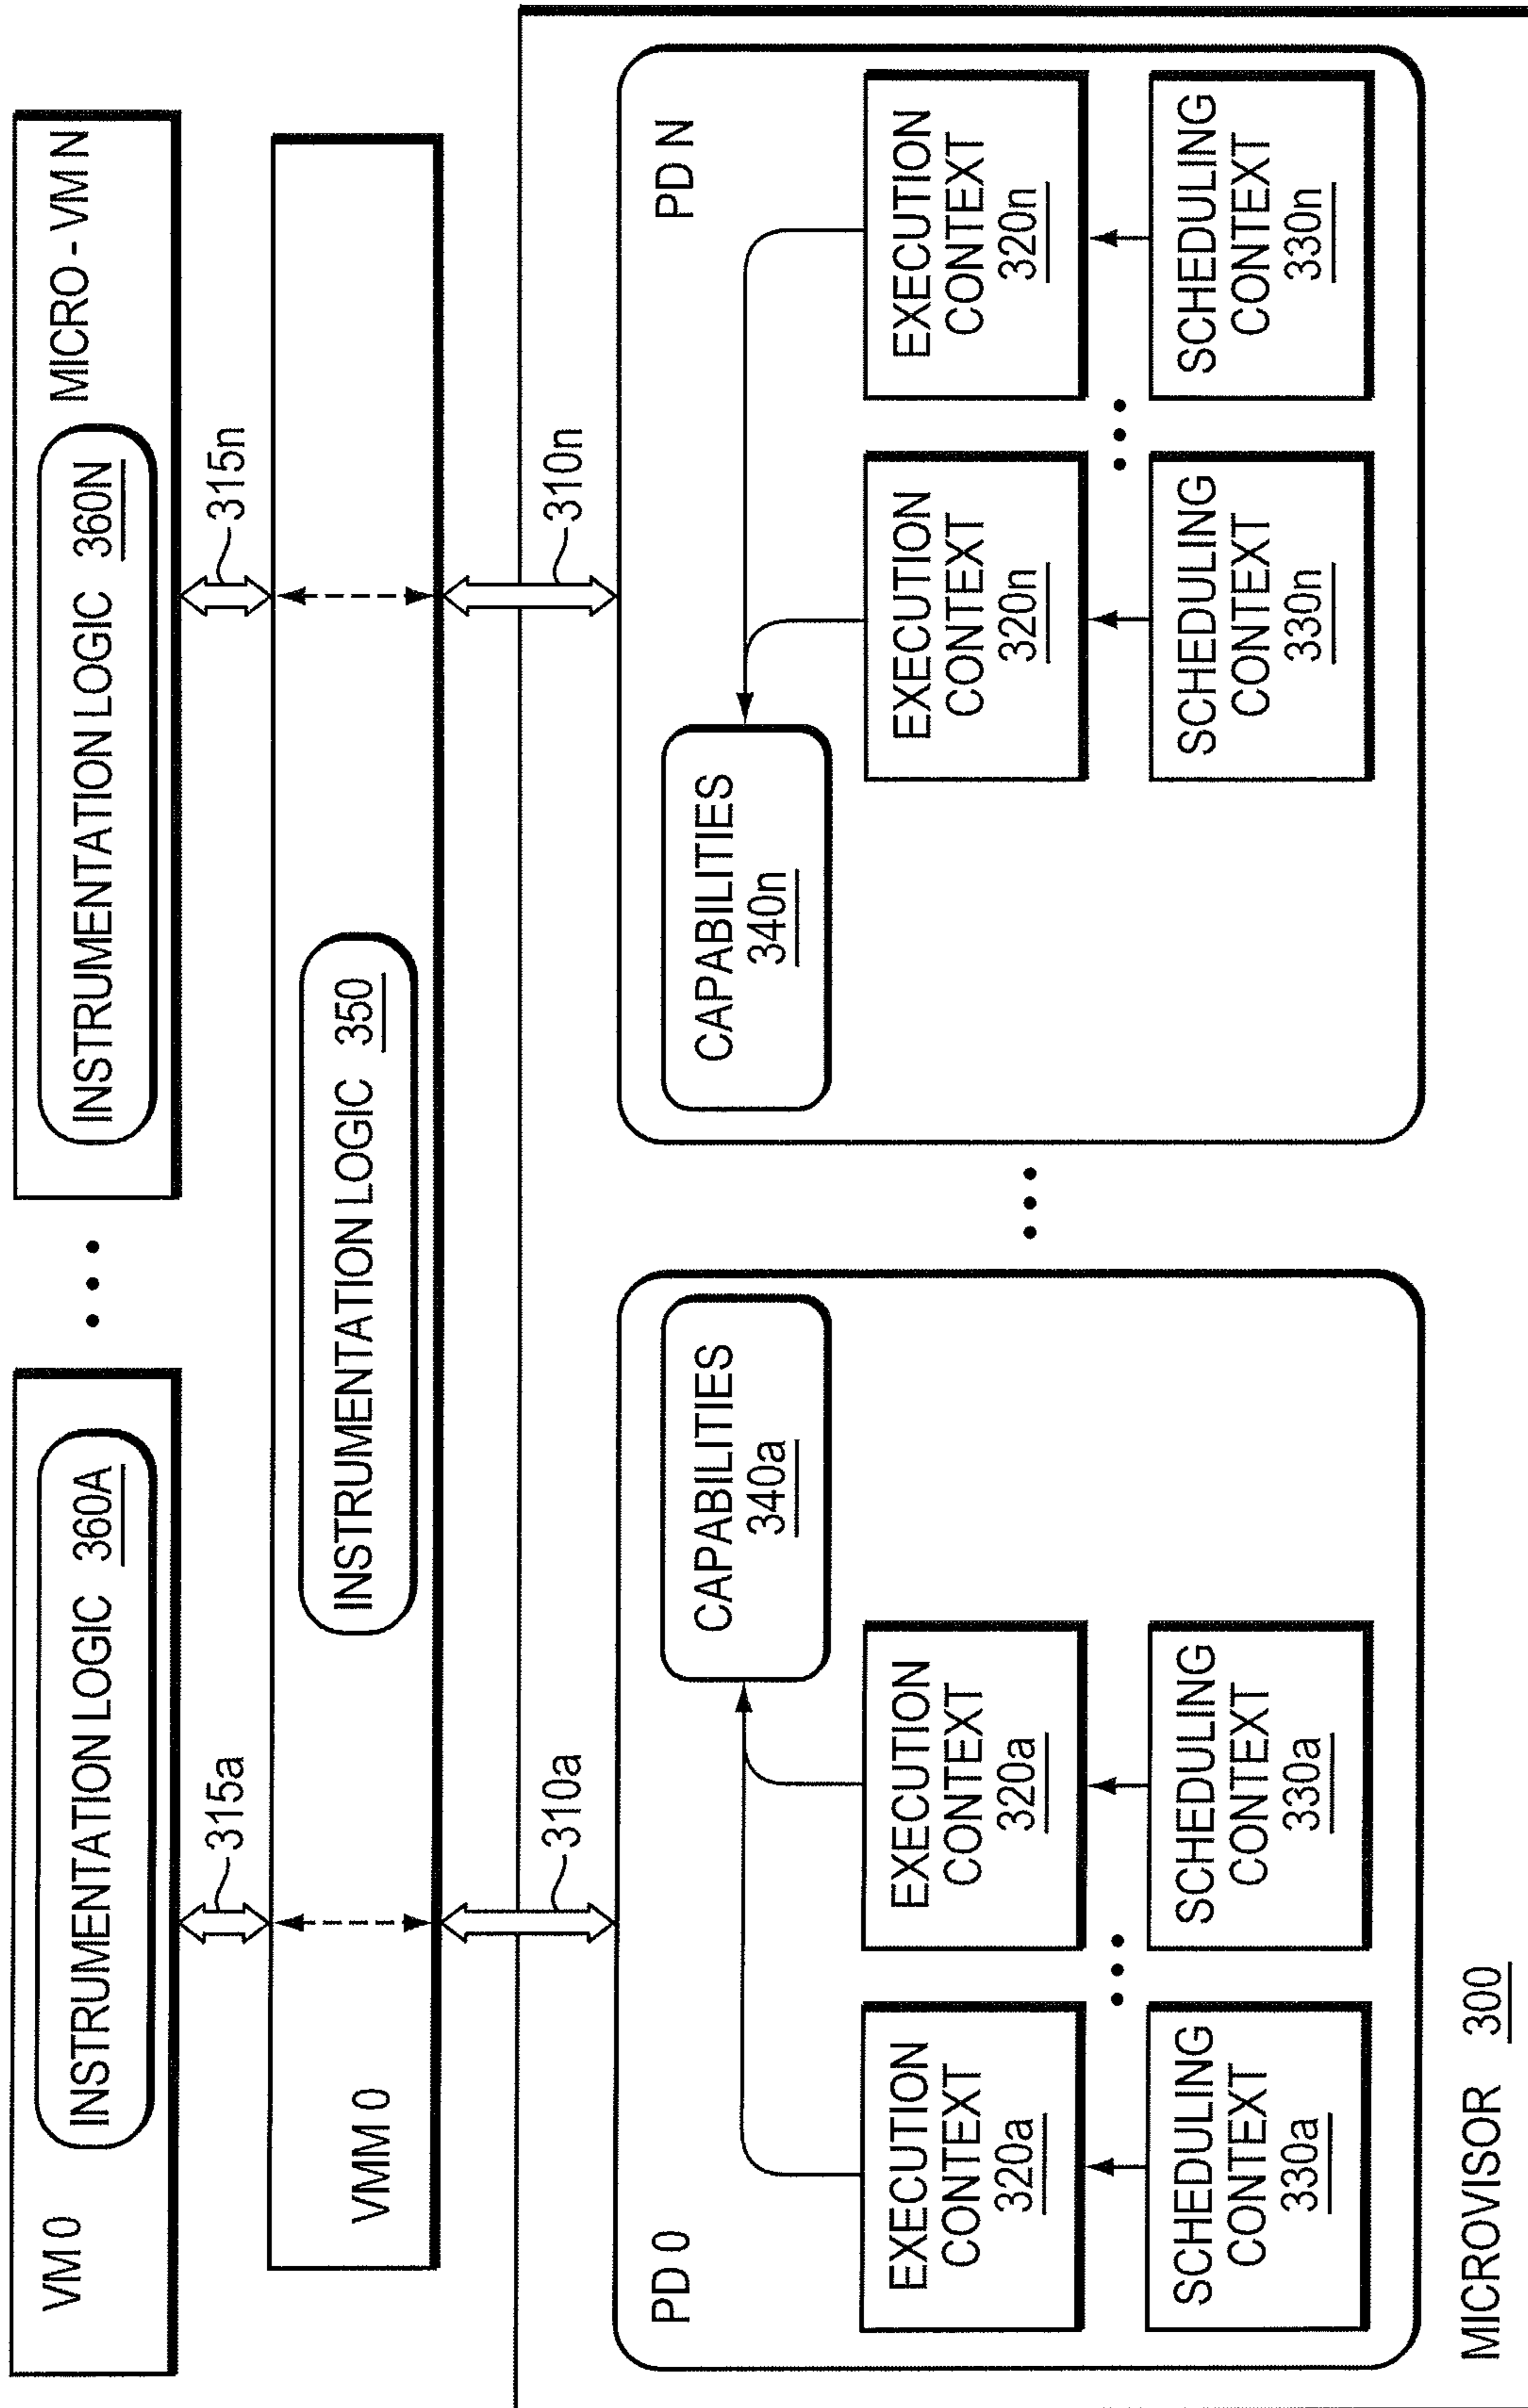 VM 0
INSTRUMENTATION LOGIC 360A
MICRO - VM N
INSTRUMENTATION LOGIC 360N
315a
315n
VMM 0
INSTRUMENTATION LOGIC 350
310a
310n
PD 0
CAPABILITIES
340a
EXECUTION
CONTEXT
320a
EXECUTION
CONTEXT
320a
SCHEDULING
CONTEXT
330a
SCHEDULING
CONTEXT
330a
PD N
CAPABILITIES
340n
EXECUTION
CONTEXT
320n
EXECUTION
CONTEXT
320n
SCHEDULING
CONTEXT
330n
SCHEDULING
CONTEXT
330n
MICROVISOR 300